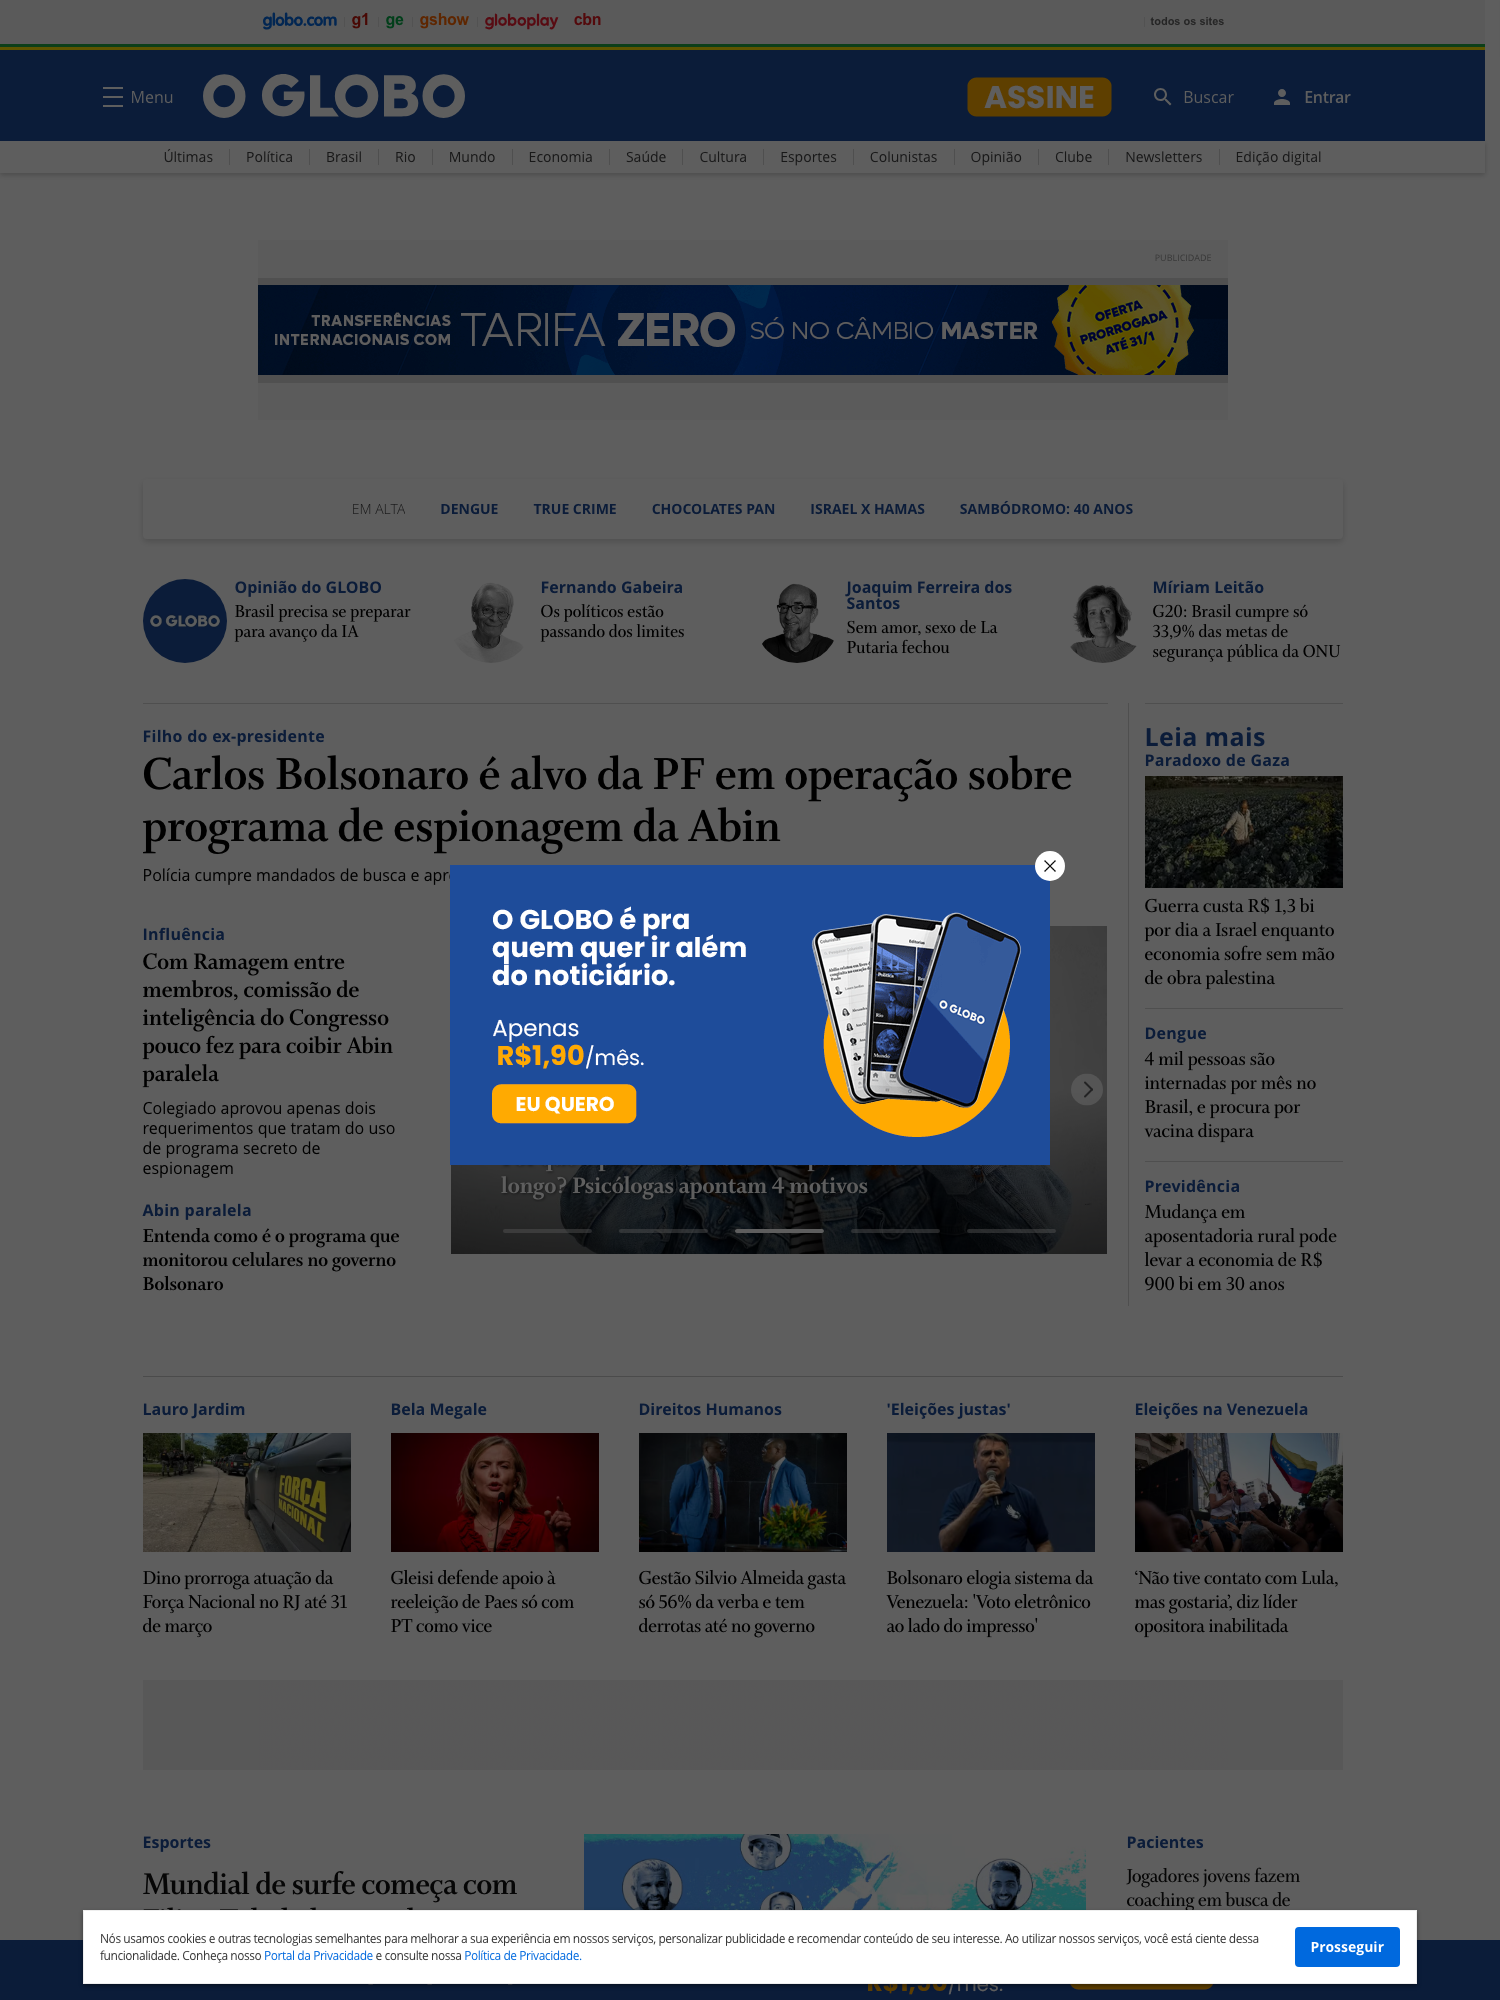 globo.com
g1
ge
gshow
globoplay
cbn
todos os sites
Menu
O GLOBO
ASSINE
Buscar
Entrar
Últimas
Política
Brasil
Rio
Mundo
Economia
Saúde
Cultura
Esportes
Colunistas
Opinião
Clube
Newsletters
Edição digital
PUBLICIDADE
TRANSFERÊNCIAS
INTERNACIONAIS COM
TARIFA ZERO
SÓ NO CÂMBIO MASTER
OFERTA
PRORROGADA
ATÉ 31/1
EM ALTA
DENGUE
TRUE CRIME
CHOCOLATES PAN
ISRAEL X HAMAS
SAMBÓDROMO: 40 ANOS
O GLOBO
Opinião do GLOBO
Brasil precisa se preparar
para avanço da IA
Fernando Gabeira
Os políticos estão
passando dos limites
Joaquim Ferreira dos
Santos
Sem amor, sexo de La
Putaria fechou
Míriam Leitão
G20: Brasil cumpre só
33,9% das metas de
segurança pública da ONU
Filho do ex-presidente
Carlos Bolsonaro é alvo da PF em operação sobre
programa de espionagem da Abin
Polícia cumpre mandados de busca e
Influência
Com Ramagem entre
membros, comissão de
inteligência do Congresso
pouco fez para coibir Abin
paralela
Colegiado aprovou apenas dois
requerimentos que tratam do uso
de programa secreto de
espionagem
Abin paralela
Entenda como é o programa que
monitorou celulares no governo
Bolsonaro
O GLOBO é pra
quem quer ir além
do noticiário.
Apenas
R$1,90/mês.
EU QUERO
Editorias
Política
Rio
Mundo
O GLOBO
longo? Psicólogas apontam 4 motivos
Leia mais
Paradoxo de Gaza
Guerra custa R$ 1,3 bi
por dia a Israel enquanto
economia sofre sem mão
de obra palestina
Dengue
4 mil pessoas são
internadas por mês no
Brasil, e procura por
vacina dispara
Previdência
Mudança em
aposentadoria rural pode
levar a economia de R$
900 bi em 30 anos
Lauro Jardim
FORÇA
NACIONAL
Dino prorroga atuação da
Força Nacional no RJ até 31
de março
Bela Megale
Gleisi defende apoio à
reeleição de Paes só com
PT como vice
Direitos Humanos
Gestão Silvio Almeida gasta
só 56% da verba e tem
derrotas até no governo
'Eleições justas'
Bolsonaro elogia sistema da
Venezuela: 'Voto eletrônico
ao lado do impresso'
Eleições na Venezuela
‘Não tive contato com Lula,
mas gostaria’, diz líder
opositora inabilitada
Esportes
Mundial de surfe começa com
Pacientes
Jogadores jovens fazem
coaching em busca de
Nós usamos cookies e outras tecnologias semelhantes para melhorar a sua experiência em nossos serviços, personalizar publicidade e recomendar conteúdo de seu interesse. Ao utilizar nossos serviços, você está ciente dessa
funcionalidade. Conheça nosso Portal da Privacidade e consulte nossa Política de Privacidade.
Prosseguir
R$1,90/mês.